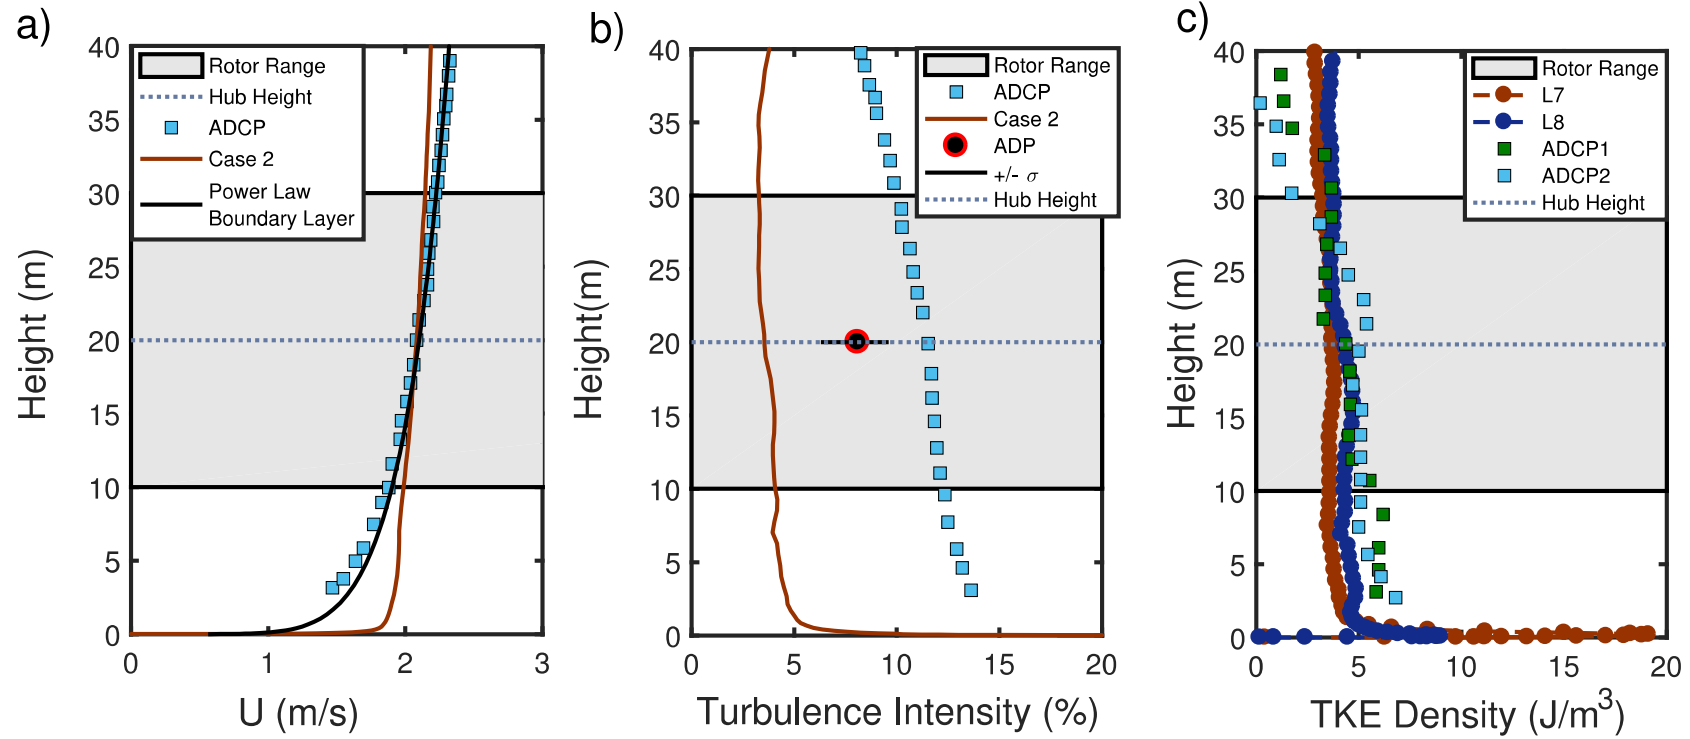 a)
40
35
30
25
20
15
10
5
0
0
1
2
3
Height (m)
U (m/s)
Rotor Range
Hub Height
ADCP
Case 2
Power Law
Boundary Layer
b)
40
35
30
25
20
15
10
5
0
0
5
10
15
20
Height(m)
Turbulence Intensity (%)
Rotor Range
ADCP
Case 2
ADP
+/- σ
Hub Height
c)
40
35
30
25
20
15
10
5
0
0
5
10
15
20
Height (m)
TKE Density (J/m³)
Rotor Range
L7
L8
ADCP1
ADCP2
Hub Height